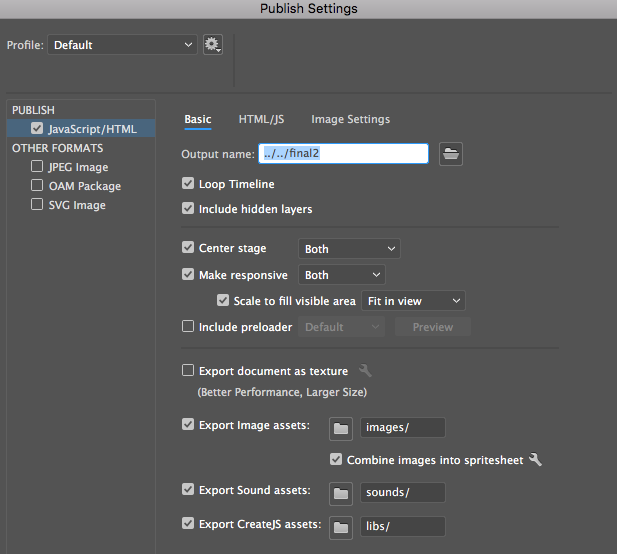 Publish Settings
Profile: Default
PUBLISH
JavaScript/HTML
OTHER FORMATS
JPEG Image
OAM Package
SVG Image
Basic HTML/JS Image Settings
Output name: ../../final2
Loop Timeline
Include hidden layers
Center stage Both
Make responsive Both
Scale to fill visible area Fit in view
Include preloader Default Preview
Export document as texture
(Better Performance, Larger Size)
Export Image assets: images/
Combine images into spritesheet
Export Sound assets: sounds/
Export CreateJS assets: libs/